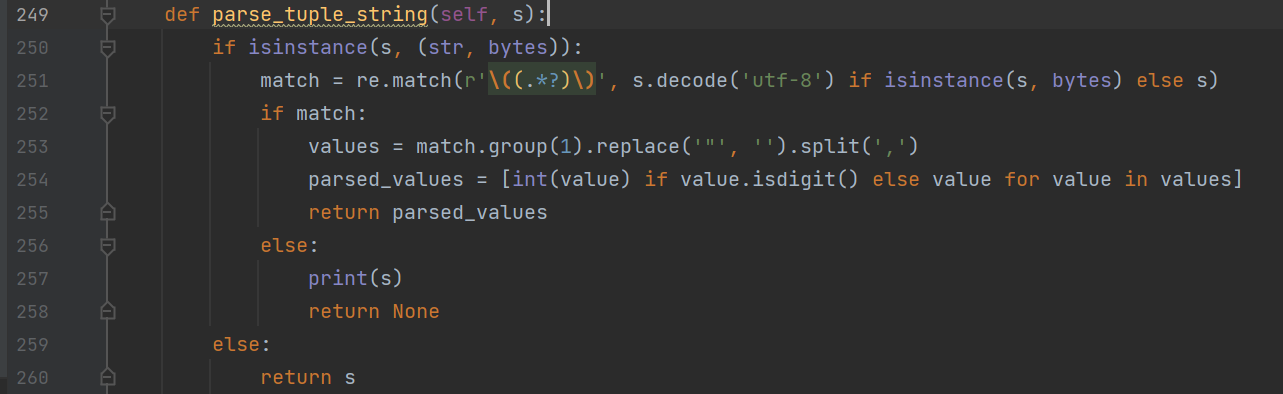 249 def parse_tuple_string(self, s):
250 if isinstance(s, (str, bytes)):
251 match = re.match(r'\((.*?)\)', s.decode('utf-8') if isinstance(s, bytes) else s)
252 if match:
253 values = match.group(1).replace('"', '').split(',')
254 parsed_values = [int(value) if value.isdigit() else value for value in values]
255 return parsed_values
256 else:
257 print(s)
258 return None
259 else:
260 return s